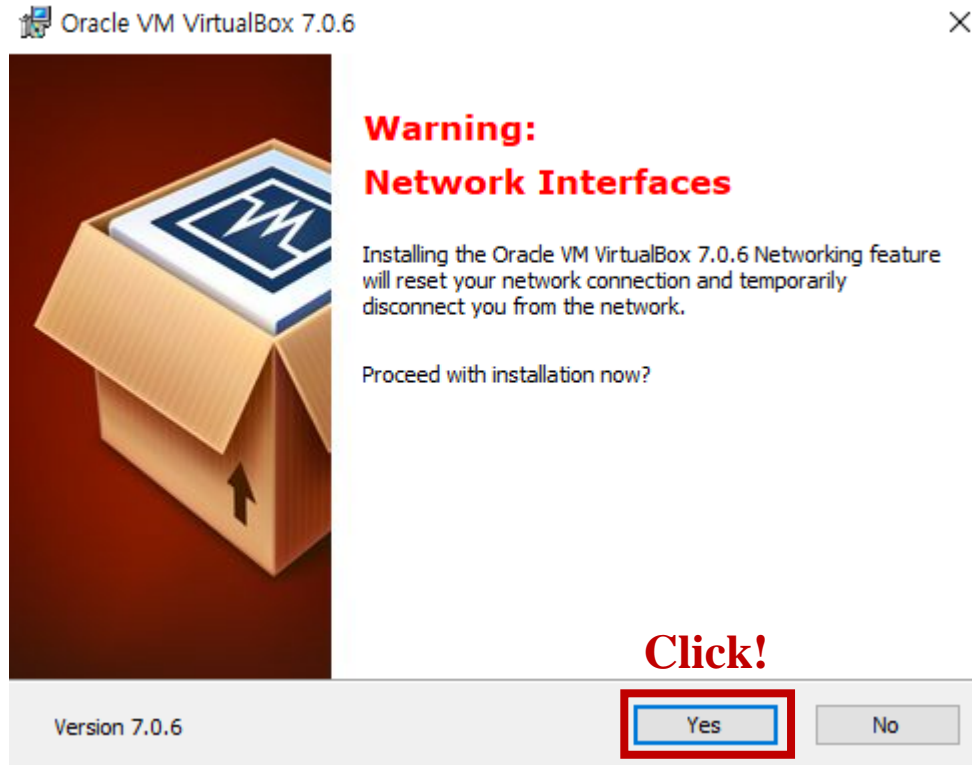 Oracle VM VirtualBox 7.0.6
Warning:
Network Interfaces
Installing the Oracle VM VirtualBox 7.0.6 Networking feature
will reset your network connection and temporarily
disconnect you from the network.
Proceed with installation now?
Click!
Version 7.0.6
Yes
No